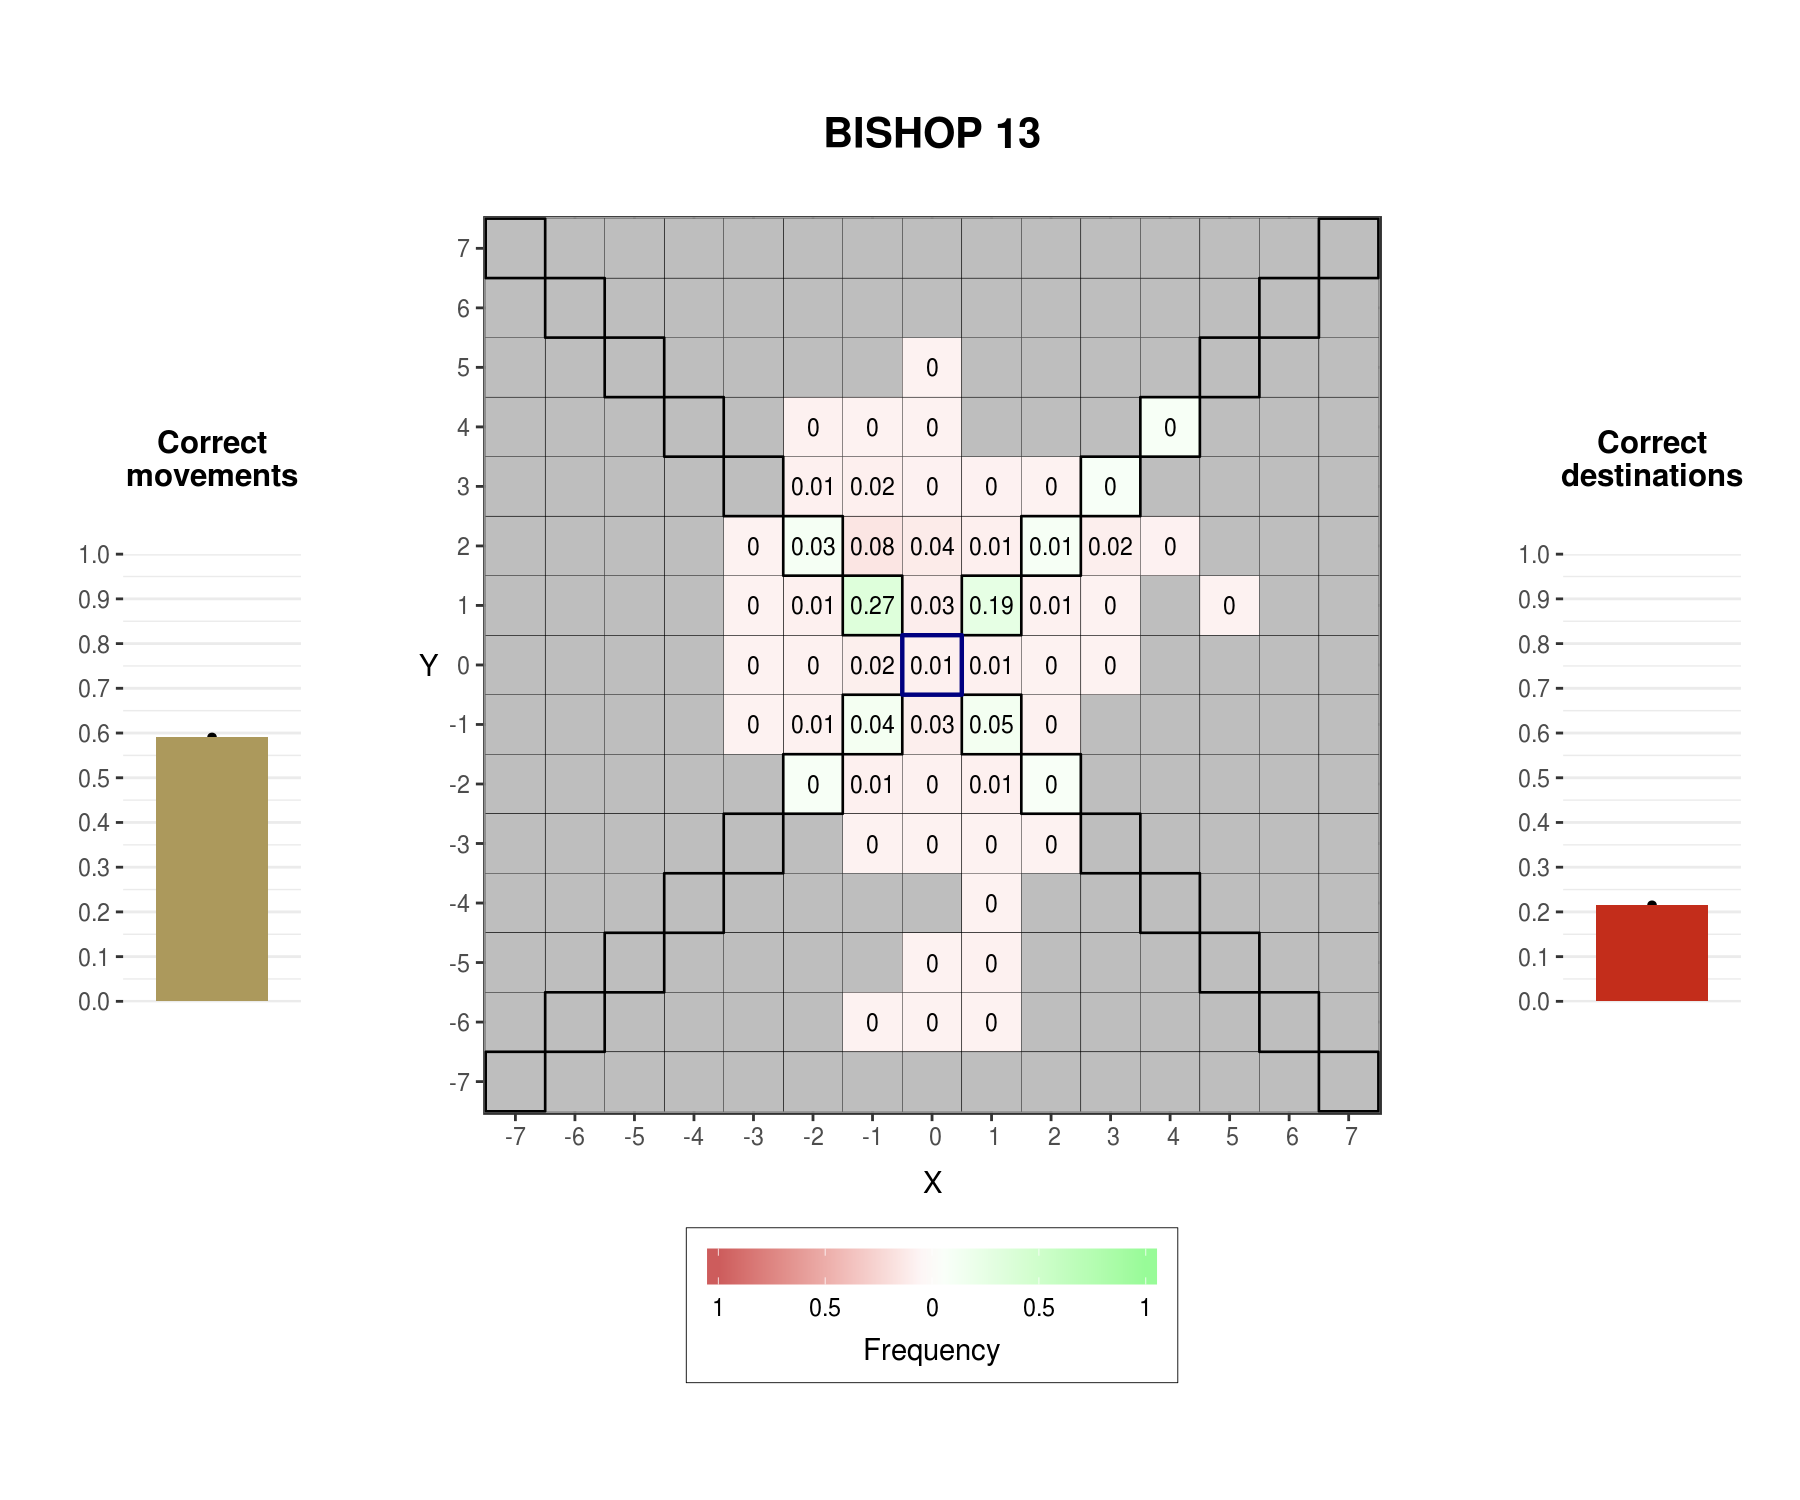 BISHOP 13
Correct
movements
1.0
0.9
0.8
0.7
0.6
0.5
0.4
0.3
0.2
0.1
0.0
Y
7
6
5 0
4 0 0 0 0
3 0.01 0.02 0 0 0 0
2 0 0.03 0.08 0.04 0.01 0.01 0.02 0
1 0 0.01 0.27 0.03 0.19 0.01 0 0
0 0 0 0.02 0.01 0.01 0 0
-1 0 0.01 0.04 0.03 0.05 0
-2 0 0.01 0 0.01 0
-3 0 0 0 0
-4 0
-5 0 0
-6 0 0 0
-7
-7 -6 -5 -4 -3 -2 -1 0 1 2 3 4 5 6 7
X
1 0.5 0 0.5 1
Frequency
Correct
destinations
1.0
0.9
0.8
0.7
0.6
0.5
0.4
0.3
0.2
0.1
0.0